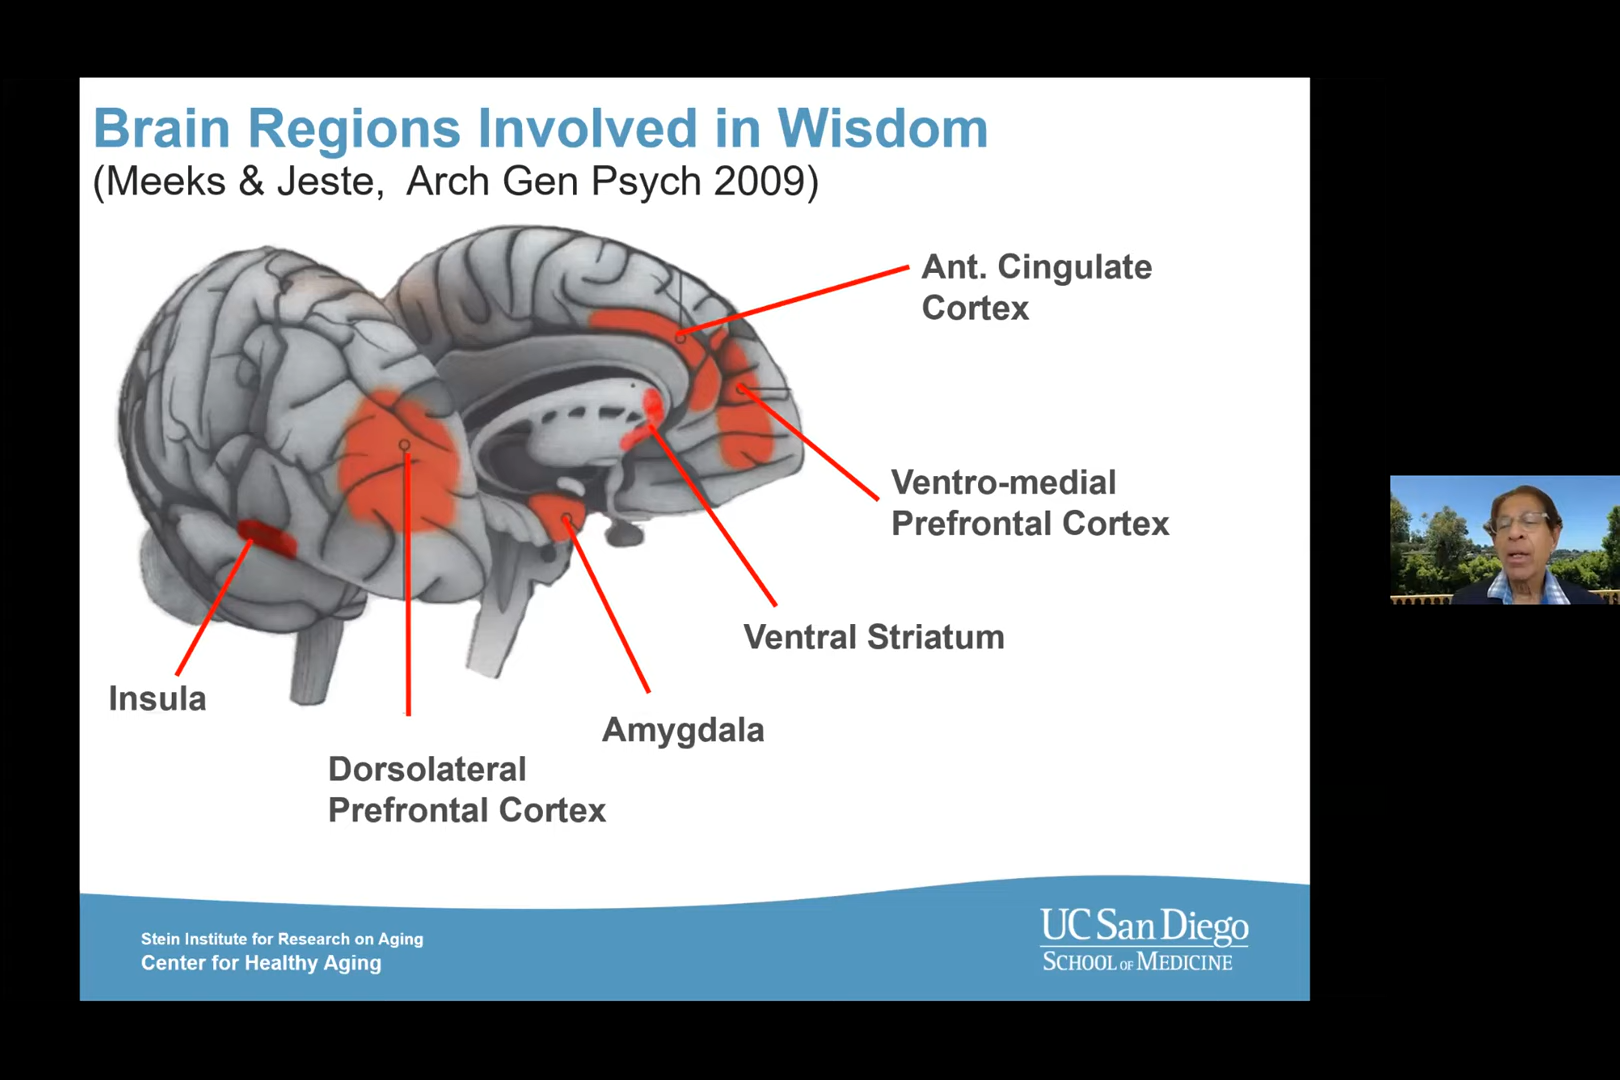 Brain Regions Involved in Wisdom
(Meeks & Jeste, Arch Gen Psych 2009)
Ant. Cingulate
Cortex
Ventro-medial
Prefrontal Cortex
Ventral Striatum
Insula
Amygdala
Dorsolateral
Prefrontal Cortex
Stein Institute for Research on Aging
Center for Healthy Aging
UC San Diego
SCHOOL OF MEDICINE